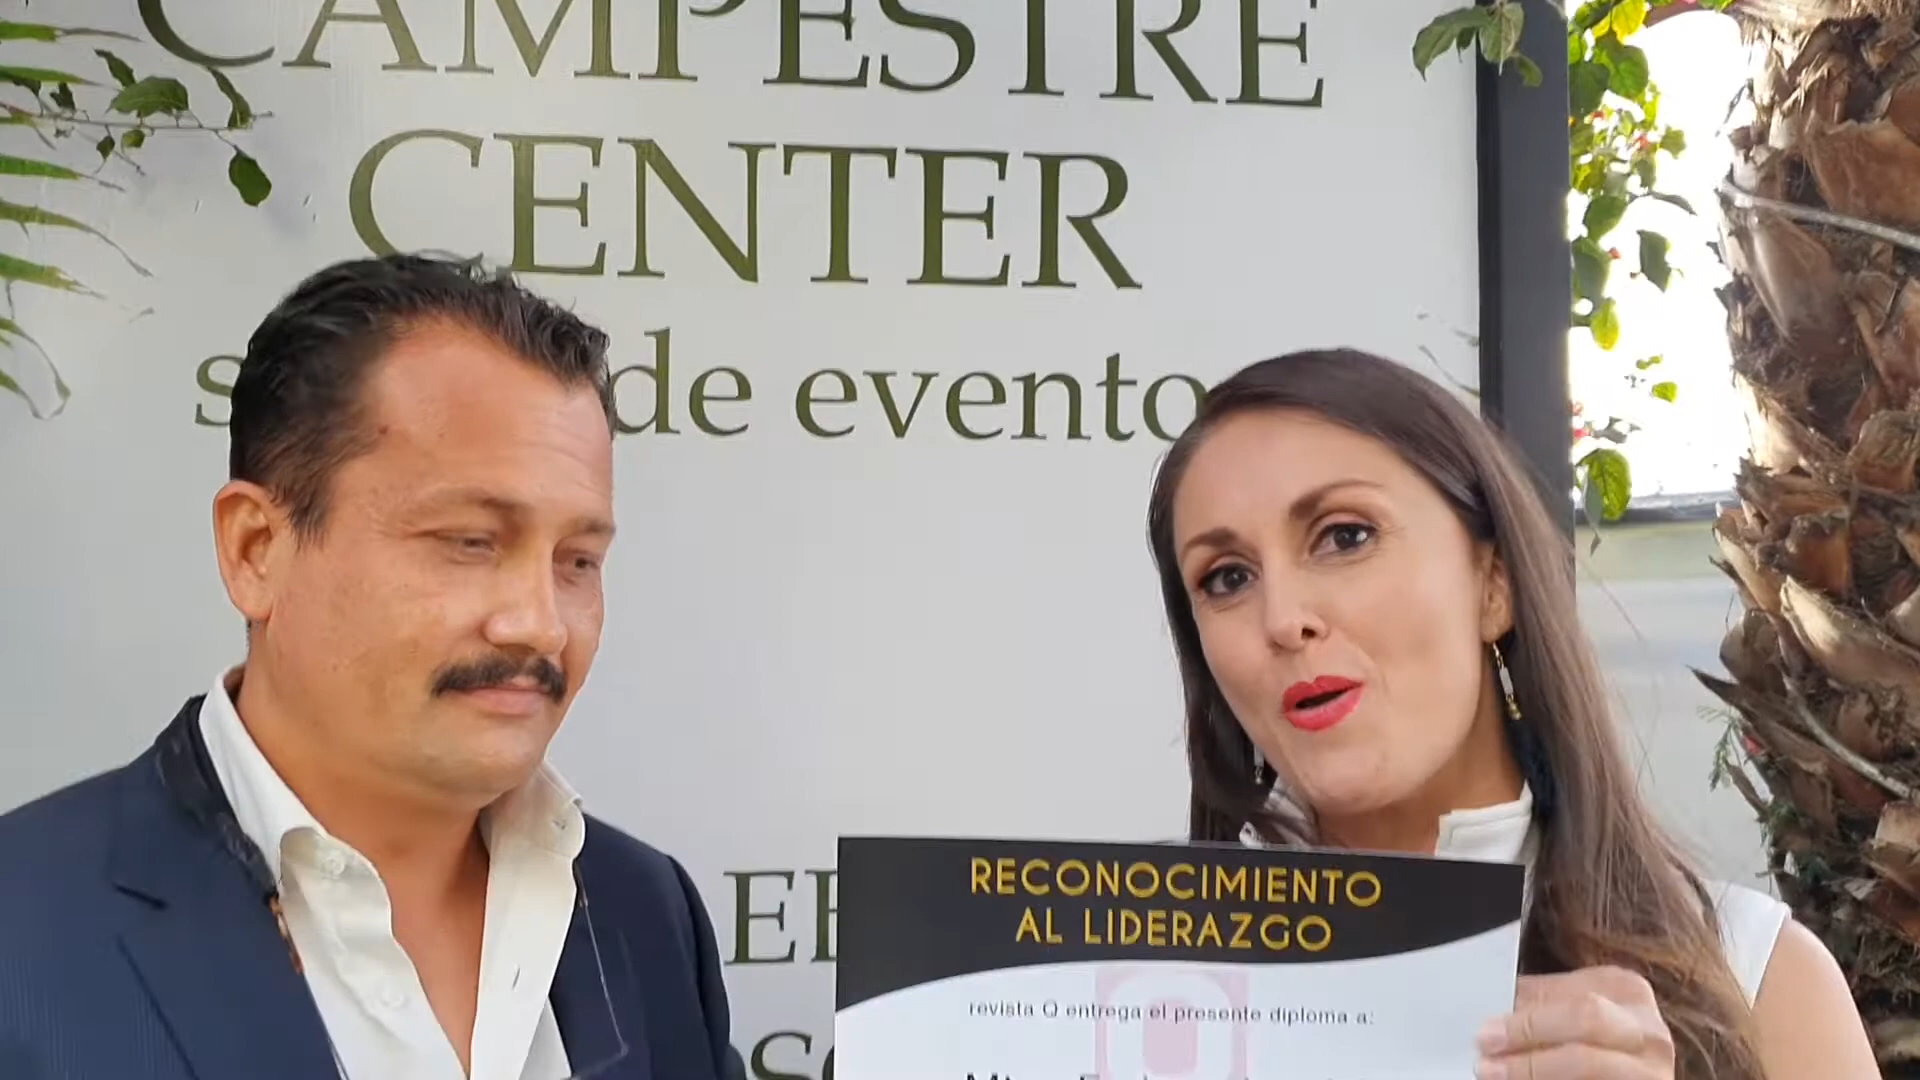 CAMPESTRE
CENTER
de evento
RECONOCIMIENTO
AL LIDERAZGO
revista Q entrega el presente diploma a: